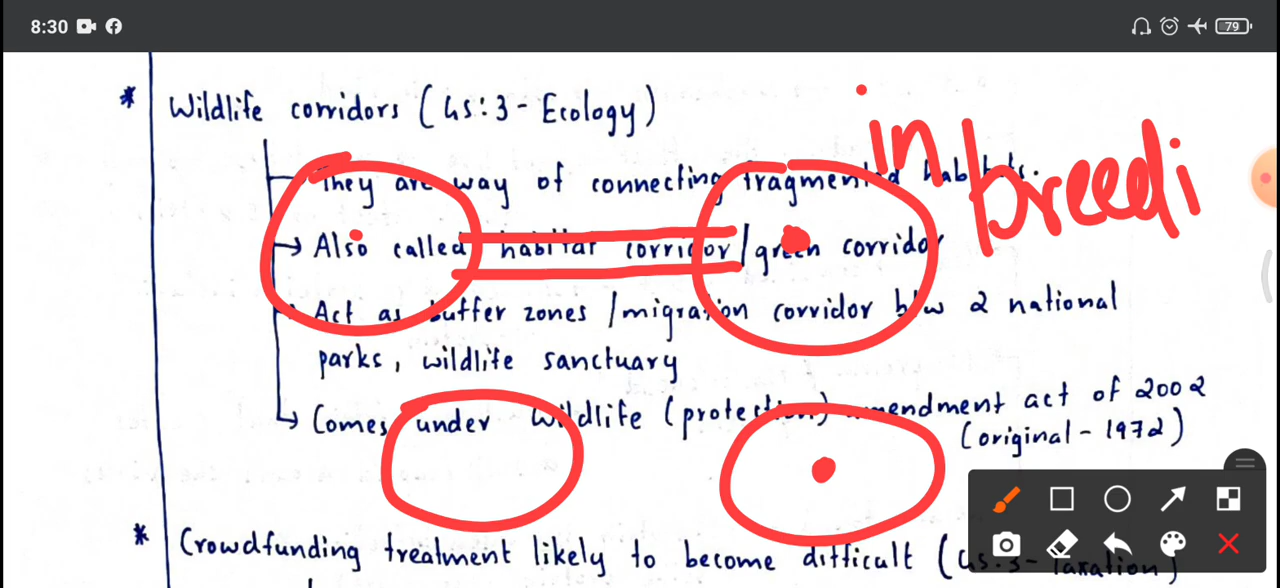 8:30
79
* Wildlife corridors (GS:3 - Ecology)
They are way of connecting fragmented habitats.
→ Also called habitat corridor / green corridor
Act as buffer zones / migration corridor b/w 2 national
parks, wildlife sanctuary
→ Comes under wildlife (protection) amendment act of 2002
(original - 1972)
in breedi
* Crowdfunding treatment likely to become difficult (GS:3 - Taxation)